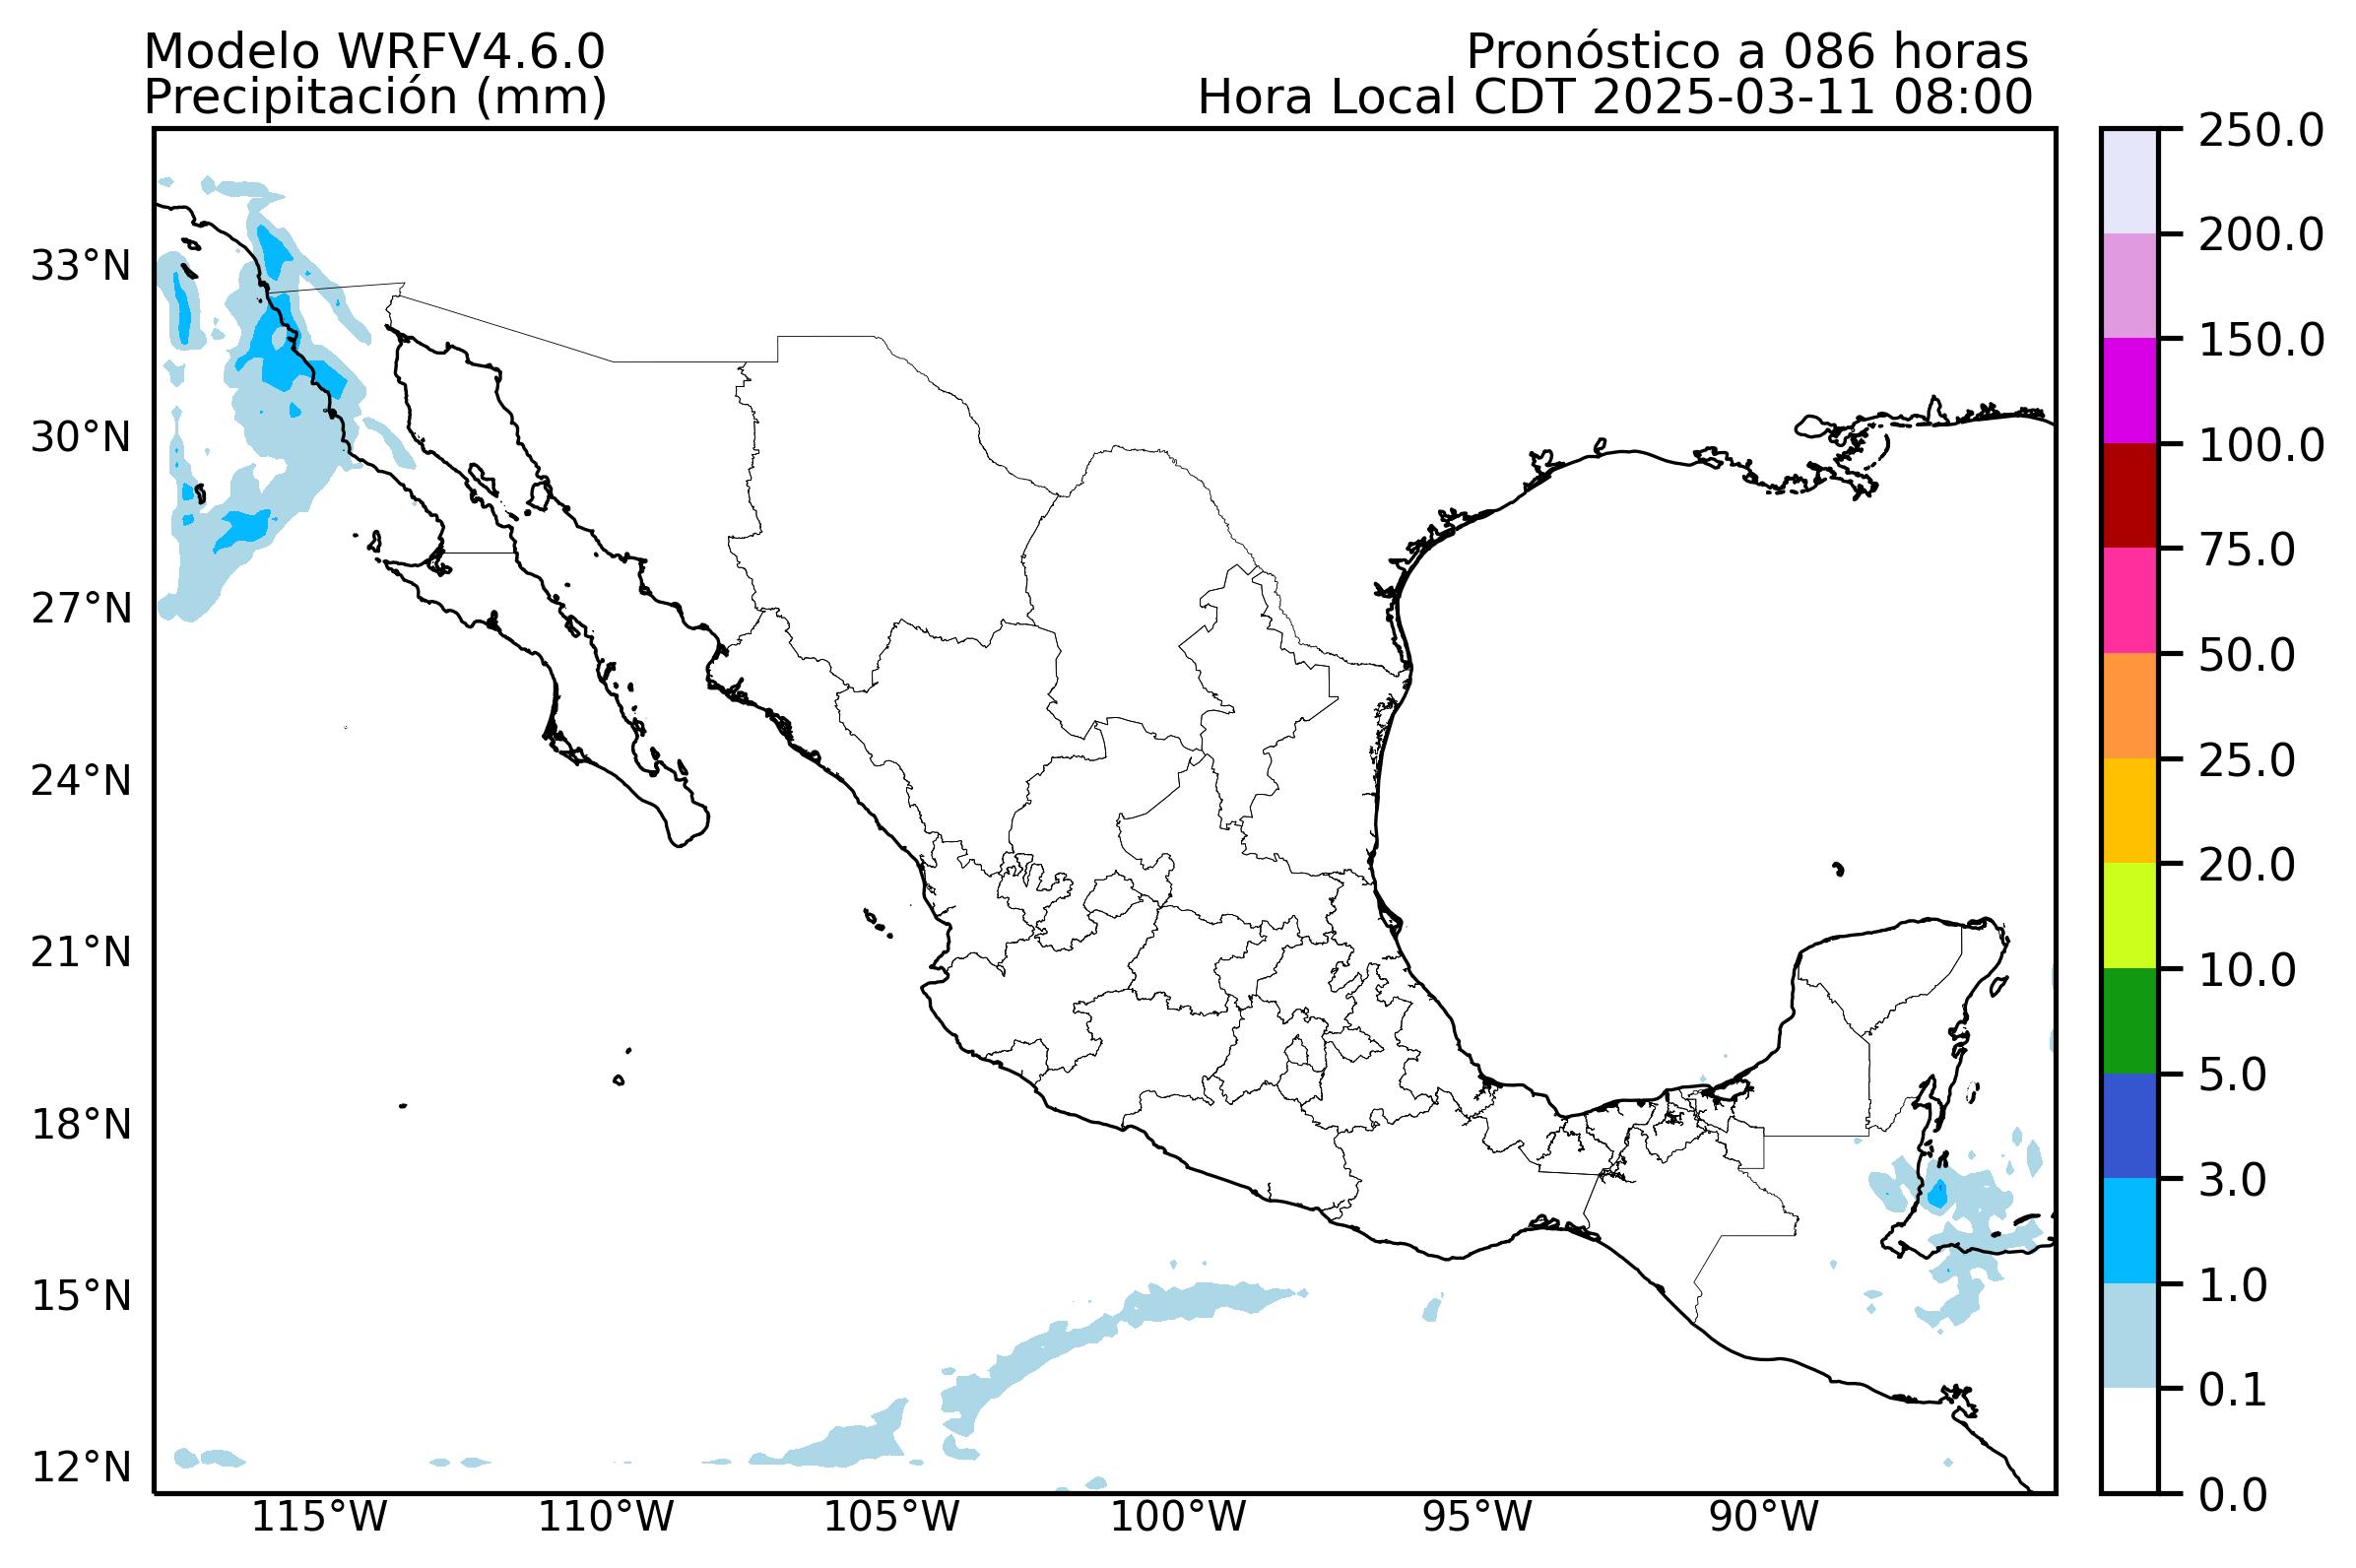 Modelo WRFV4.6.0
Precipitación (mm)
Pronóstico a 086 horas
Hora Local CDT 2025-03-11 08:00
33°N
30°N
27°N
24°N
21°N
18°N
15°N
12°N
115°W
110°W
105°W
100°W
95°W
90°W
250.0
200.0
150.0
100.0
75.0
50.0
25.0
20.0
10.0
5.0
3.0
1.0
0.1
0.0